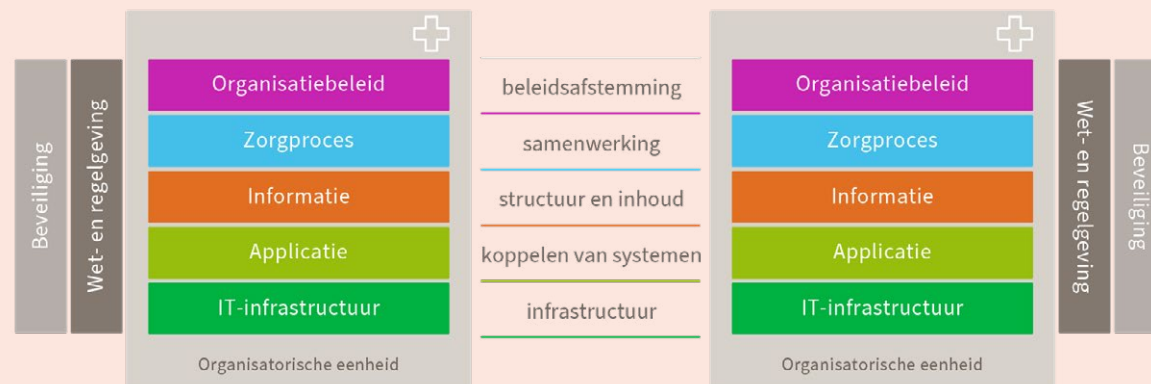 Beveiliging
Wet- en regelgeving
Organisatiebeleid
Zorgproces
Informatie
Applicatie
IT-infrastructuur
Organisatorische eenheid
beleidsafstemming
samenwerking
structuur en inhoud
koppelen van systemen
infrastructuur
Organisatiebeleid
Zorgproces
Informatie
Applicatie
IT-infrastructuur
Organisatorische eenheid
Wet- en regelgeving
Beveiliging